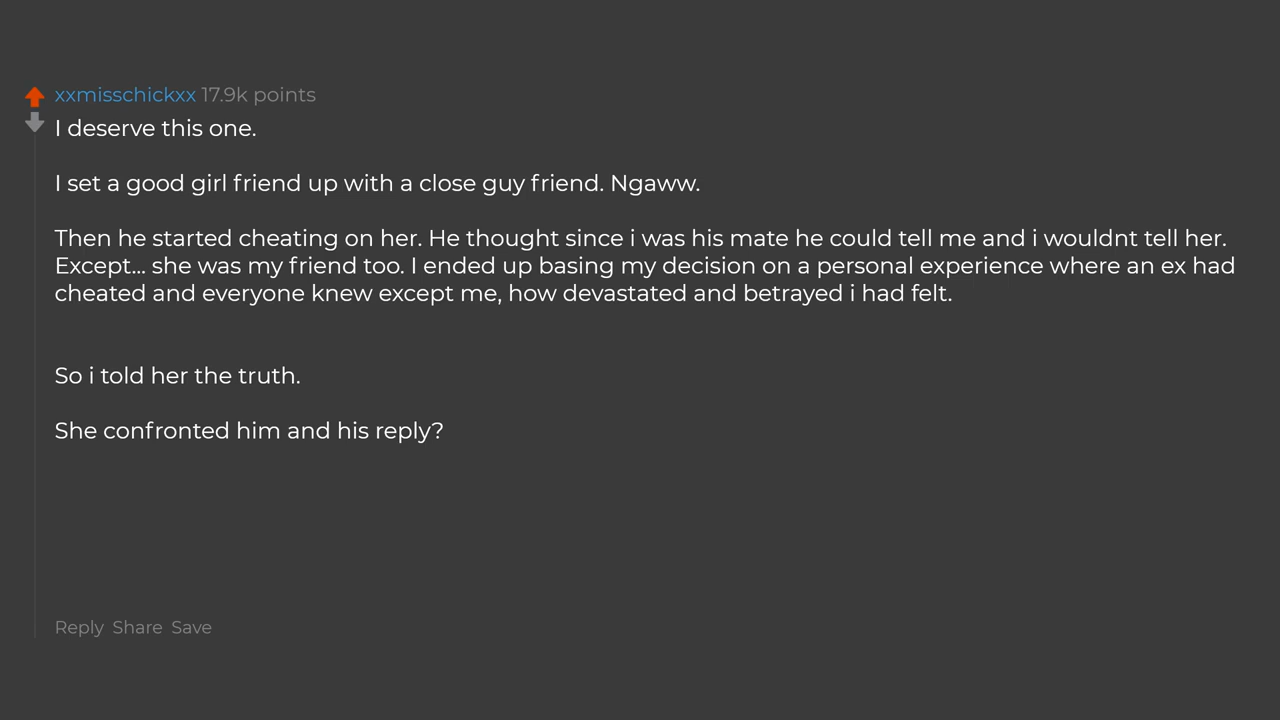 xxmisschickxx 17.9k points
I deserve this one.
I set a good girl friend up with a close guy friend. Ngaww.
Then he started cheating on her. He thought since i was his mate he could tell me and i wouldnt tell her.
Except... she was my friend too. I ended up basing my decision on a personal experience where an ex had
cheated and everyone knew except me, how devastated and betrayed i had felt.
So i told her the truth.
She confronted him and his reply?
Reply Share Save